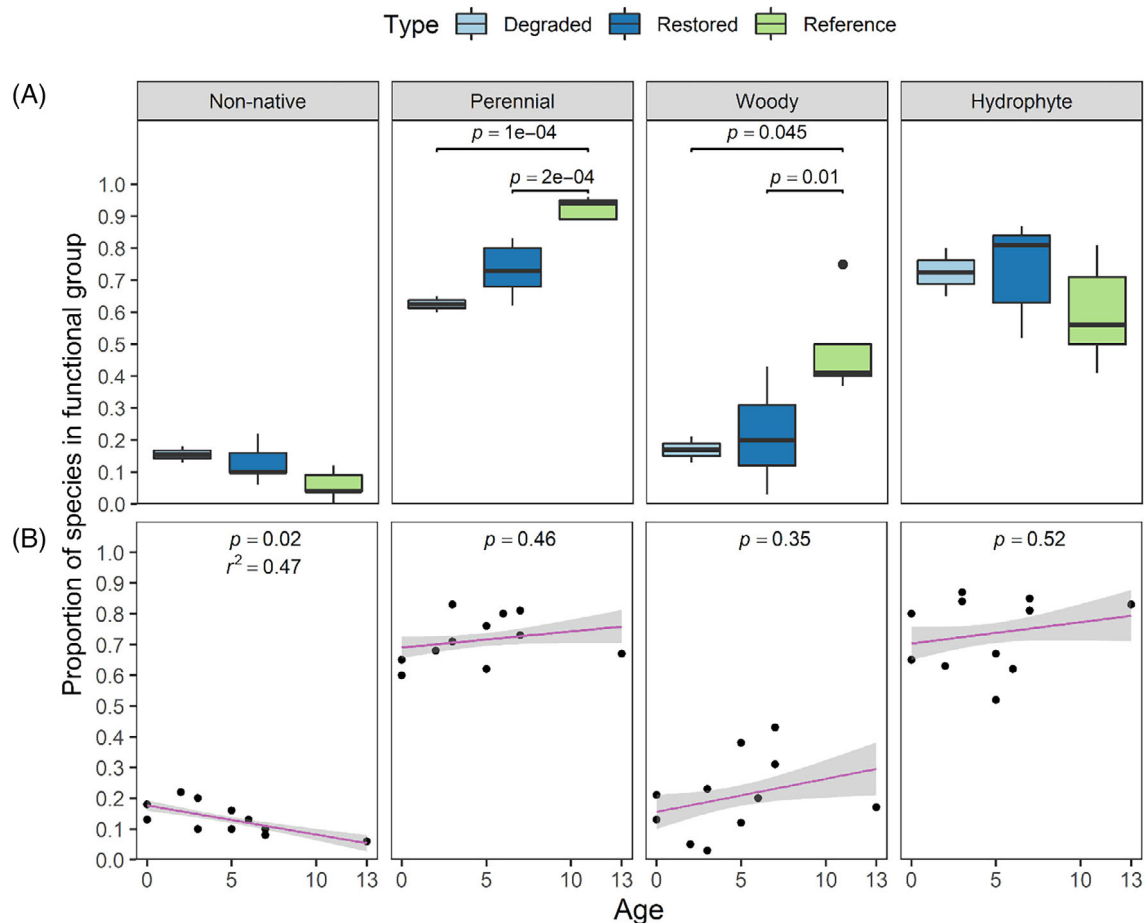 Type Degraded Restored Reference
(A)
Non-native Perennial Woody Hydrophyte
p = 1e−04 p = 0.045
p = 2e−04 p = 0.01
1.0
0.9
0.8
0.7
0.6
0.5
0.4
0.3
0.2
0.1
0.0
Proportion of species in functional group
(B)
p = 0.02 p = 0.46 p = 0.35 p = 0.52
r² = 0.47
1.0
0.9
0.8
0.7
0.6
0.5
0.4
0.3
0.2
0.1
0.0
0 5 10 13 0 5 10 13 0 5 10 13 0 5 10 13
Age